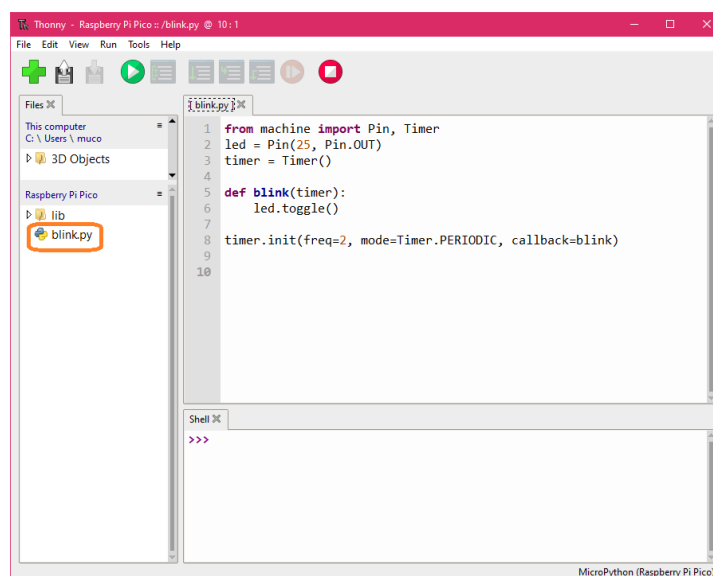 Thonny - Raspberry Pi Pico :: /blink.py @ 10 : 1
File Edit View Run Tools Help
Files
This computer
C: \ Users \ muco
3D Objects
Raspberry Pi Pico
lib
blink.py
[ blink.py ]
1 from machine import Pin, Timer
2 led = Pin(25, Pin.OUT)
3 timer = Timer()
4
5 def blink(timer):
6     led.toggle()
7
8 timer.init(freq=2, mode=Timer.PERIODIC, callback=blink)
9
10
Shell
>>>
MicroPython (Raspberry Pi Pico)